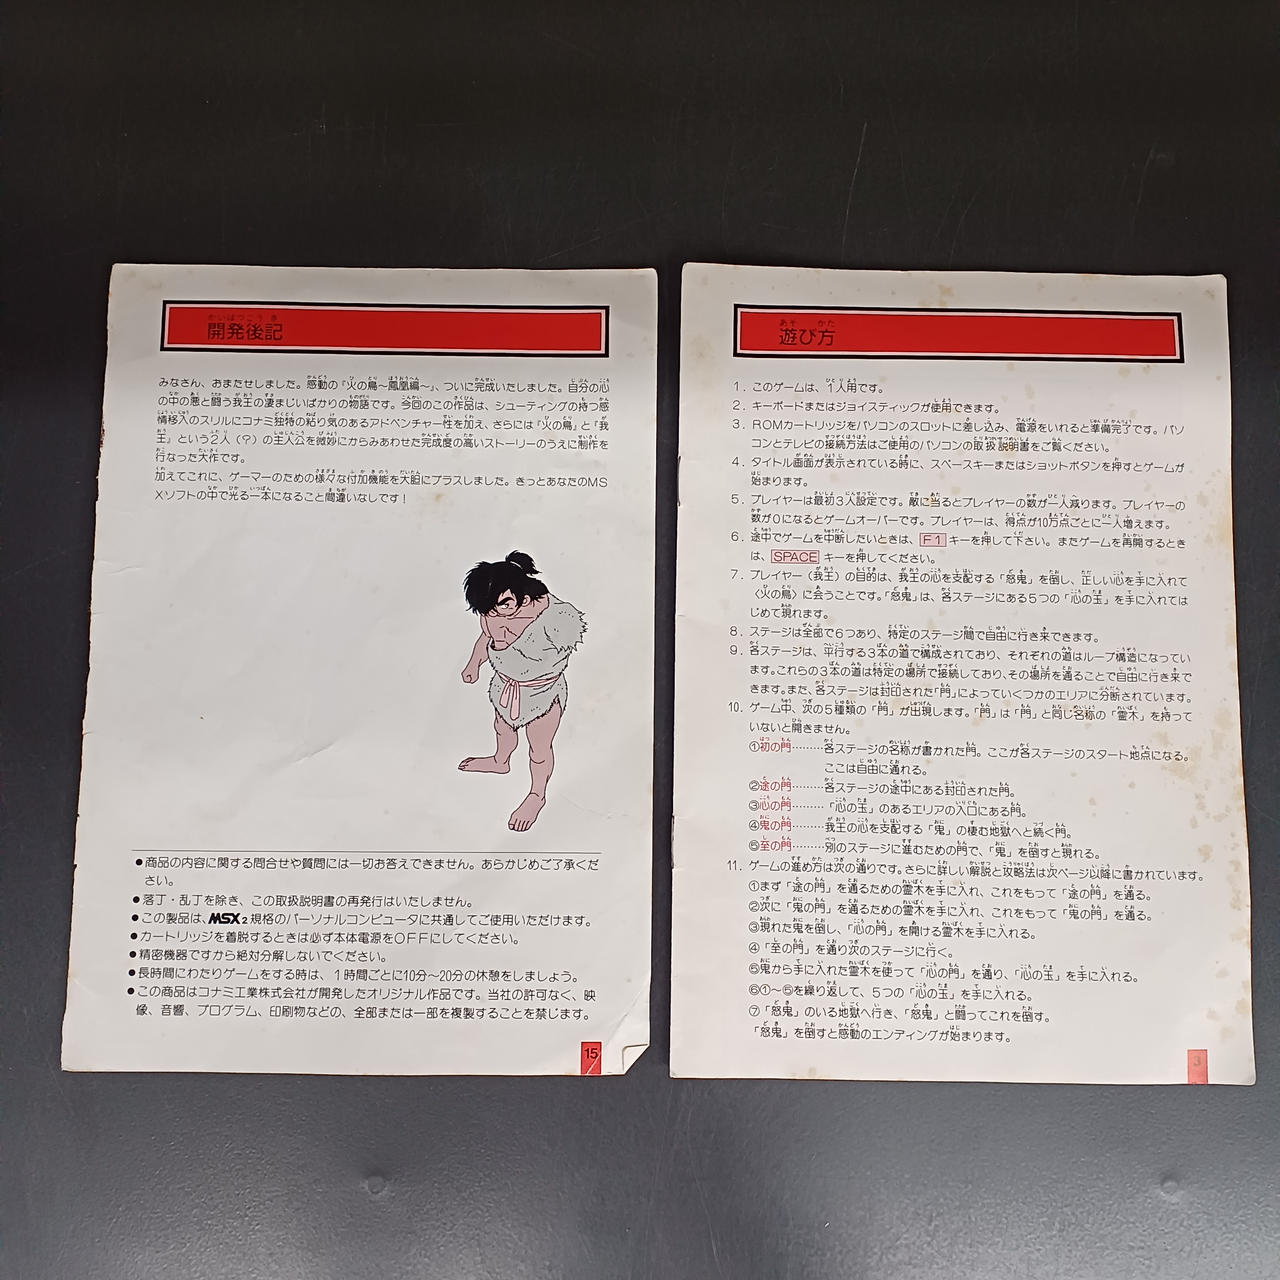 開発後記
みなさん、おまたせしました。感動の『火の鳥〜鳳凰編〜』、ついに完成いたしました。自分の心
の中の悪と闘う我王の凄まじいばかりの物語です。今回のこの作品は、シューティングの持つ感
情移入のスリルにコナミ独特の粘り気のあるアドベンチャー性を加え、さらには『火の鳥』と『我
王』という2人(?)の主人公を微妙にからみあわせた完成度の高いストーリーのうえに制作を
行なった大作です。
加えてこれに、ゲーマーのための様々な付加機能を大胆にプラスしました。きっとあなたのMS
Xソフトの中で光る一本になること間違いなしです!
●商品の内容に関する問合せや質問には一切お答えできません。あらかじめご了承くだ
さい。
●落丁・乱丁を除き、この取扱説明書の再発行はいたしません。
●この製品は、MSX2規格のパーソナルコンピュータに共通してご使用いただけます。
●カートリッジを着脱するときは必ず本体電源をOFFにしてください。
●精密機器ですから絶対分解しないでください。
●長時間にわたりゲームをする時は、1時間ごとに10分〜20分の休憩をしましょう。
●この商品はコナミ工業株式会社が開発したオリジナル作品です。当社の許可なく、映
像、音響、プログラム、印刷物などの、全部または一部を複製することを禁じます。
15
遊び方
1. このゲームは、1人用です。
2. キーボードまたはジョイスティックが使用できます。
3. ROMカートリッジをパソコンのスロットに差し込み、電源をいれると準備完了です。パソ
コンとテレビの接続方法はご使用のパソコンの取扱説明書をご覧ください。
4. タイトル画面が表示されている時に、スペースキーまたはショットボタンを押すとゲームが
始まります。
5. プレイヤーは最初3人設定です。敵に当るとプレイヤーの数が一人減ります。プレイヤーの
数が0になるとゲームオーバーです。プレイヤーは、得点が10万点ごとに一人増えます。
6. 途中でゲームを中断したいときは、F1キーを押して下さい。またゲームを再開するとき
は、SPACEキーを押してください。
7. プレイヤー(我王)の目的は、我王の心を支配する「怒鬼」を倒し、正しい心を手に入れて
〈火の鳥〉に会うことです。「怒鬼」は、各ステージにある5つの「心の玉」を手に入れては
じめて現れます。
8. ステージは全部で6つあり、特定のステージ間で自由に行き来できます。
9. 各ステージは、平行する3本の道で構成されており、それぞれの道はループ構造になってい
ます。これらの3本の道は特定の場所で接続しており、その場所を通ることで自由に行き来で
きます。また、各ステージは封印された「門」によっていくつかのエリアに分断されています。
10. ゲーム中、次の5種類の「門」が出現します。「門」は「門」と同じ名称の「霊木」を持って
いないと開きません。
①初の門………各ステージの名称が書かれた門。ここが各ステージのスタート地点になる。
ここは自由に通れる。
②途の門………各ステージの途中にある封印された門。
③心の門………「心の玉」のあるエリアの入口にある門。
④鬼の門………我王の心を支配する「鬼」の棲む地獄へと続く門。
⑤至の門………別のステージに進むための門で、「鬼」を倒すと現れる。
11. ゲームの進め方は次の通りです。さらに詳しい解説と攻略法は次ページ以降に書かれています。
①まず「途の門」を通るための霊木を手に入れ、これをもって「途の門」を通る。
②次に「鬼の門」を通るための霊木を手に入れ、これをもって「鬼の門」を通る。
③現れた鬼を倒し、「心の門」を開ける霊木を手に入れる。
④「至の門」を通り次のステージに行く。
⑤鬼から手に入れた霊木を使って「心の門」を通り、「心の玉」を手に入れる。
⑥①〜⑤を繰り返して、5つの「心の玉」を手に入れる。
⑦「怒鬼」のいる地獄へ行き、「怒鬼」と闘ってこれを倒す。
「怒鬼」を倒すと感動のエンディングが始まります。
3